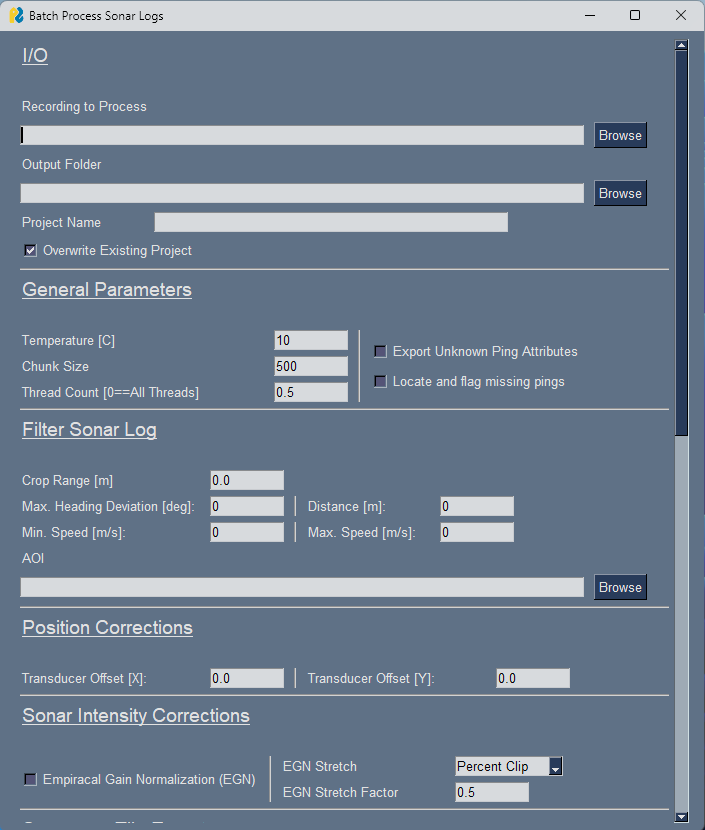 Batch Process Sonar Logs
I/O
Recording to Process
Browse
Output Folder
Browse
Project Name
Overwrite Existing Project
General Parameters
Temperature [C] 10
Chunk Size 500
Thread Count [0==All Threads] 0.5
Export Unknown Ping Attributes
Locate and flag missing pings
Filter Sonar Log
Crop Range [m] 0.0
Max. Heading Deviation [deg]: 0 Distance [m]: 0
Min. Speed [m/s]: 0 Max. Speed [m/s]: 0
AOI
Browse
Position Corrections
Transducer Offset [X]: 0.0 Transducer Offset [Y]: 0.0
Sonar Intensity Corrections
Empiracal Gain Normalization (EGN)
EGN Stretch Percent Clip
EGN Stretch Factor 0.5